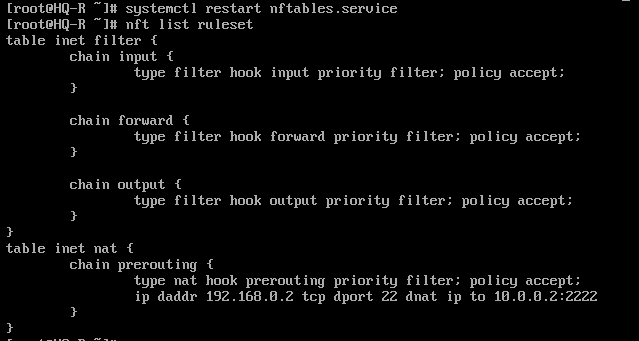 [root@HQ-R ~]# systemctl restart nftables.service
[root@HQ-R ~]# nft list ruleset
table inet filter {
        chain input {
                type filter hook input priority filter; policy accept;
        }

        chain forward {
                type filter hook forward priority filter; policy accept;
        }

        chain output {
                type filter hook output priority filter; policy accept;
        }
}
table inet nat {
        chain prerouting {
                type nat hook prerouting priority filter; policy accept;
                ip daddr 192.168.0.2 tcp dport 22 dnat ip to 10.0.0.2:2222
        }
}
[root@HQ-R ~]#